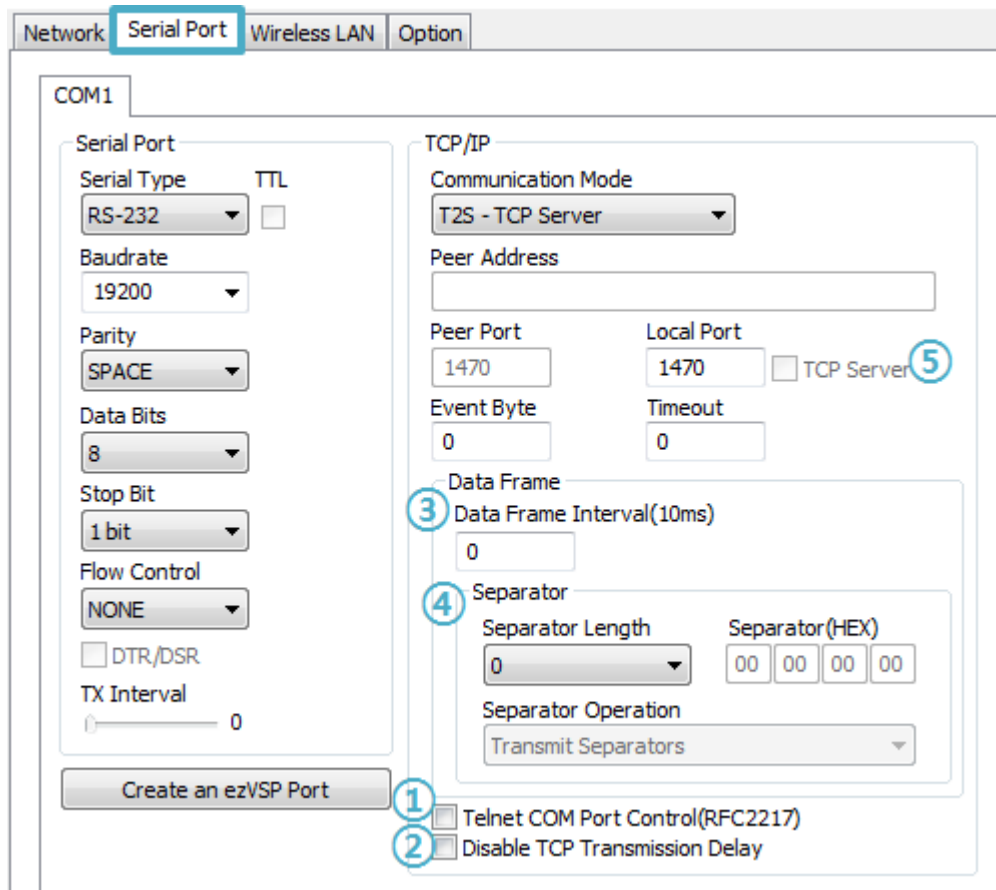 Network Serial Port Wireless LAN Option
COM1
Serial Port
Serial Type TTL
RS-232
Baudrate
19200
Parity
SPACE
Data Bits
8
Stop Bit
1 bit
Flow Control
NONE
DTR/DSR
TX Interval
0
Create an ezVSP Port
TCP/IP
Communication Mode
T2S - TCP Server
Peer Address
Peer Port Local Port
1470 1470 TCP Server 5
Event Byte Timeout
0 0
Data Frame
3 Data Frame Interval(10ms)
0
4 Separator
Separator Length Separator(HEX)
0 00 00 00 00
Separator Operation
Transmit Separators
1 Telnet COM Port Control(RFC2217)
2 Disable TCP Transmission Delay